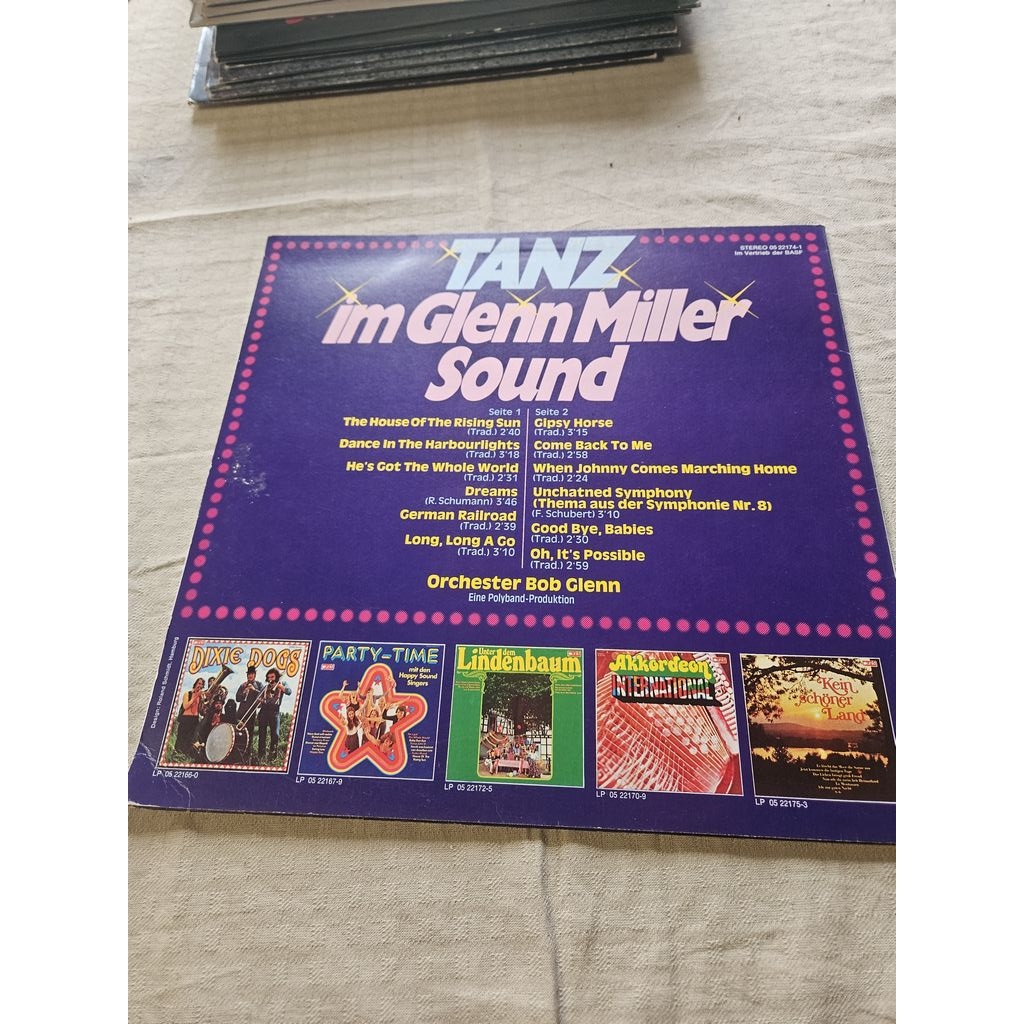 TANZ
im Glenn Miller
Sound
STEREO 05 22174-1
Im Vertrieb der BASF
Seite 1
The House Of The Rising Sun
(Trad.) 2'40
Dance In The Harbourlights
(Trad.) 3'18
He's Got The Whole World
(Trad.) 2'31
Dreams
(R. Schumann) 3'46
German Railroad
(Trad.) 2'39
Long, Long A Go
(Trad.) 3'10
Seite 2
Gipsy Horse
(Trad.) 3'15
Come Back To Me
(Trad.) 2'58
When Johnny Comes Marching Home
(Trad.) 2'24
Unchatned Symphony
(Thema aus der Symphonie Nr. 8)
(F. Schubert) 3'10
Good Bye, Babies
(Trad.) 2'30
Oh, It's Possible
(Trad.) 2'59
Orchester Bob Glenn
Eine Polyband-Produktion
Design: Roland Schmidt, Hamburg
DIXIE DOGS
LP 05 22166-0
PARTY-TIME
mit den
Happy Sound
Singers
LP 05 22167-9
Unter dem
Lindenbaum
LP 05 22172-5
Akkordeon
INTERNATIONAL
LP 05 22170-9
Kein
schöner
Land
LP 05 22175-3